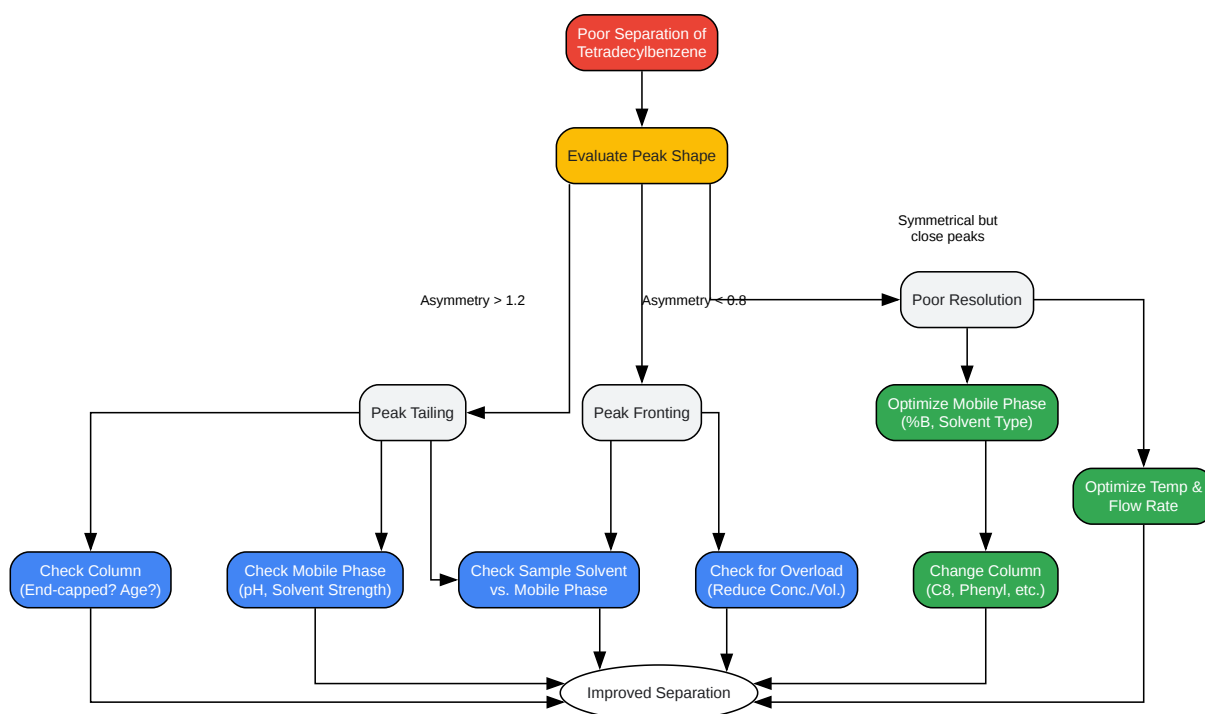 Poor Separation of
Tetradecylbenzene
Evaluate Peak Shape
Symmetrical but
close peaks
Asymmetry > 1.2
Asymmetry < 0.8
Poor Resolution
Peak Tailing
Peak Fronting
Optimize Mobile Phase
(%B, Solvent Type)
Optimize Temp &
Flow Rate
Check Column
(End-capped? Age?)
Check Mobile Phase
(pH, Solvent Strength)
Check Sample Solvent
vs. Mobile Phase
Check for Overload
(Reduce Conc./Vol.)
Change Column
(C8, Phenyl, etc.)
Improved Separation